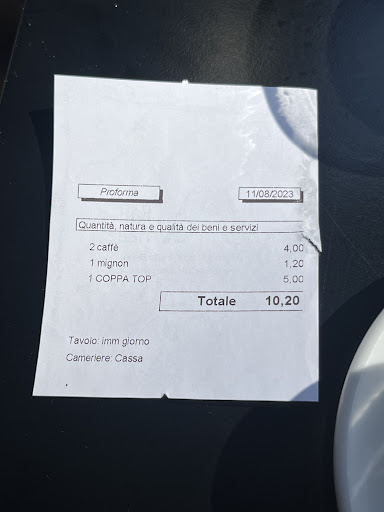 Proforma 11/08/2023
Quantità, natura e qualità dei beni e servizi
2 caffè 4,00
1 mignon 1,20
1 COPPA TOP 5,00
Totale 10,20
Tavolo: imm giorno
Cameriere: Cassa